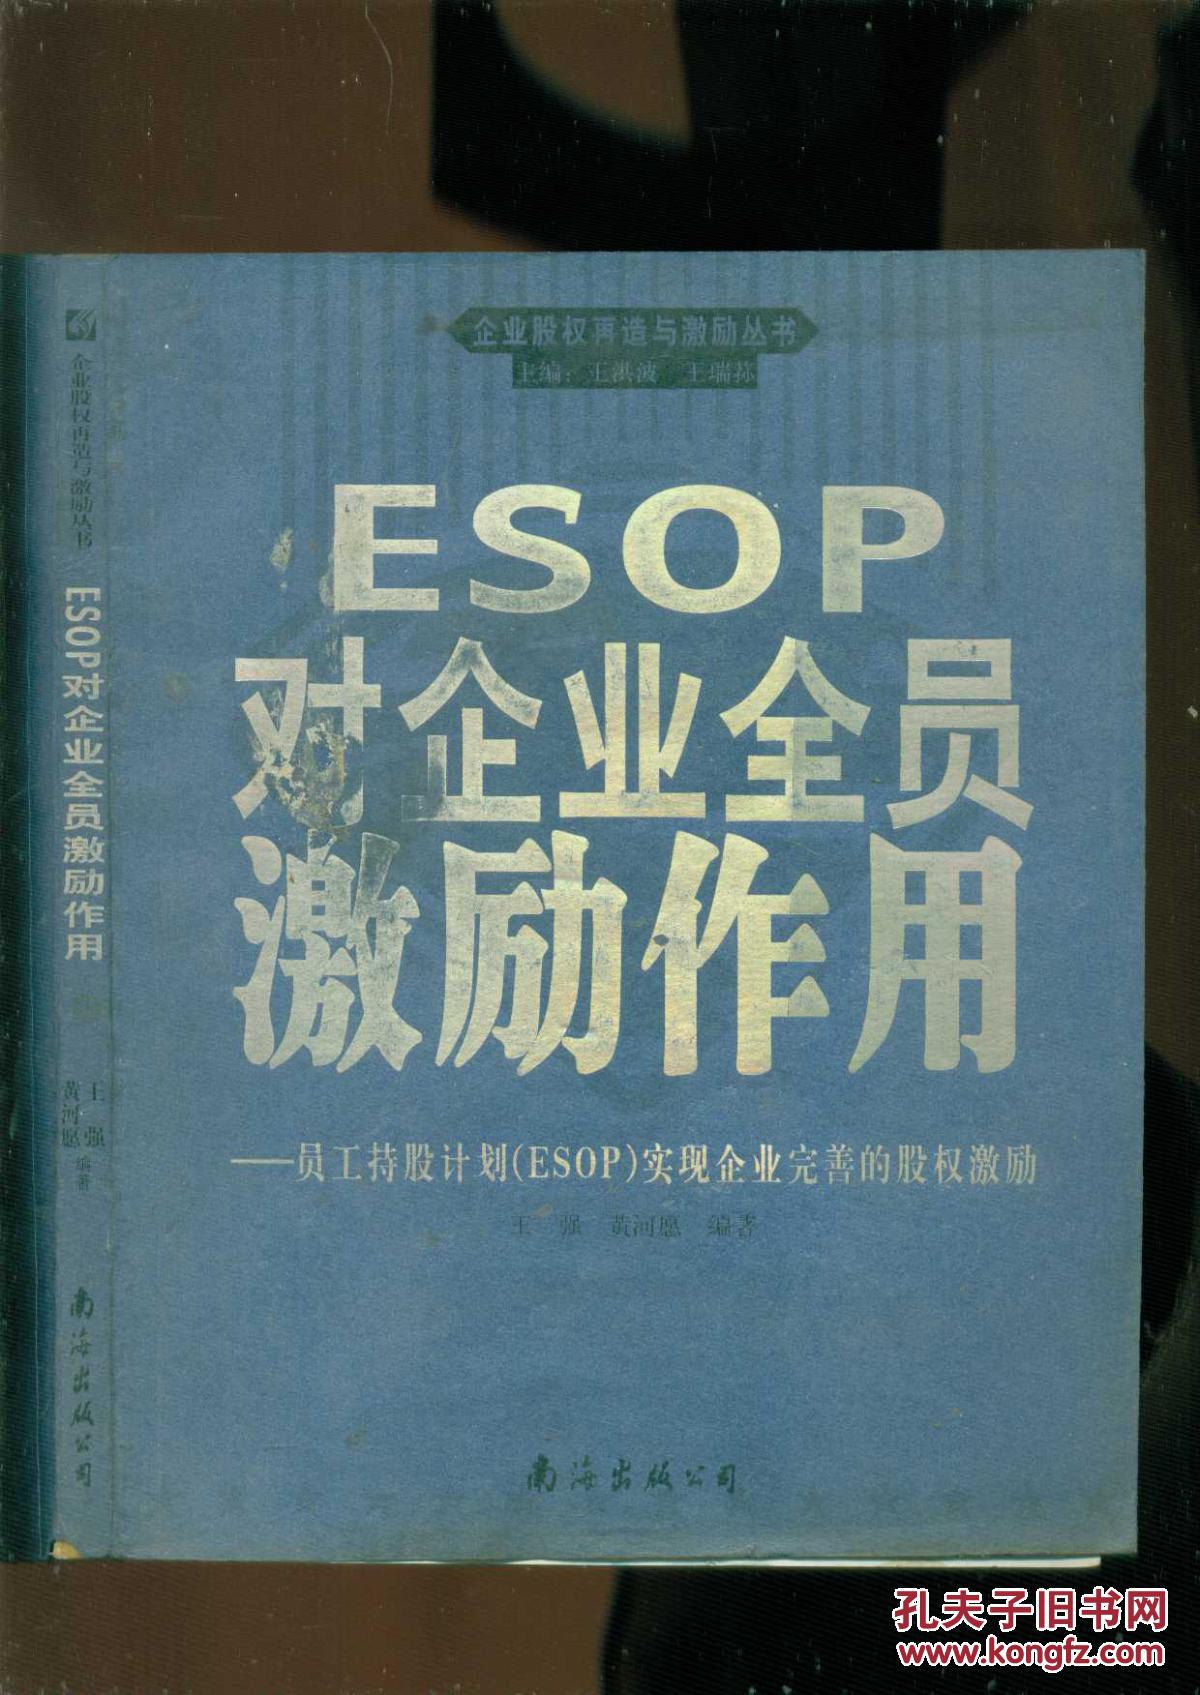 企业股权再造与激励丛书
主编：王洪波 王瑞荪
ESOP
对企业全员
激励作用
——员工持股计划(ESOP)实现企业完善的股权激励
王 强 黄河愿 编著
南海出版公司
企业股权再造与激励丛书
ESOP对企业全员激励作用
王 强
黄河愿
编著
南海出版公司
孔夫子旧书网
www.kongfz.com